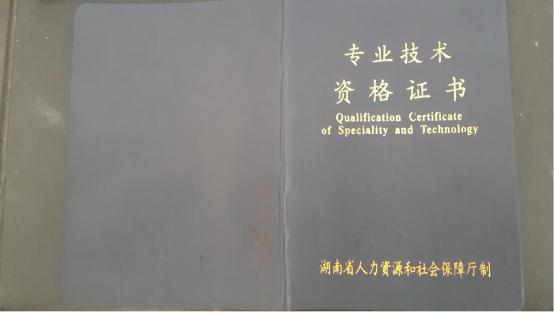 专业技术
资格证书
Qualification Certificate
of Speciality and Technology
湖南省人力资源和社会保障厅制